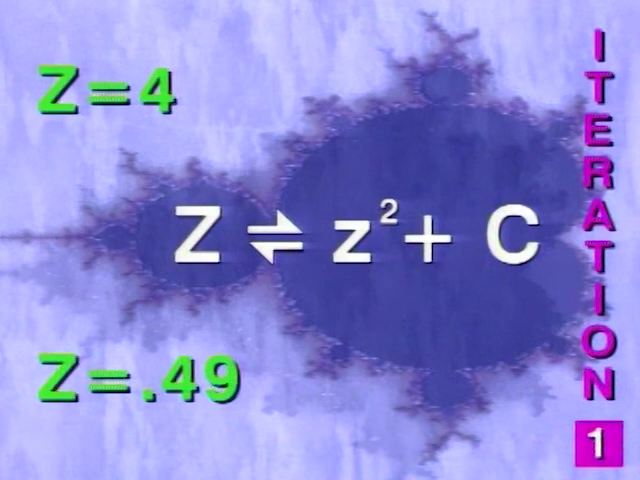 Z=4
Z ⇌ z²+ C
Z=.49
ITERATION
1